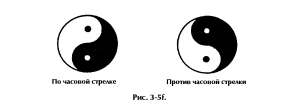 По часовой стрелке
Против часовой стрелки
Рис. 3-5f.